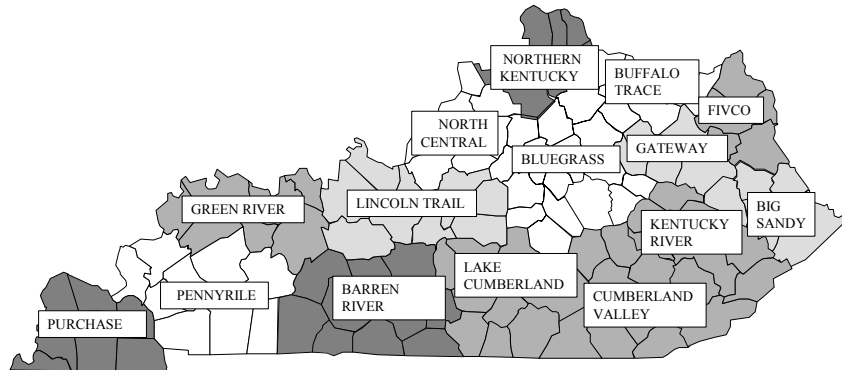 NORTHERN
KENTUCKY
BUFFALO
TRACE
FIVCO
NORTH
CENTRAL
BLUEGRASS
GATEWAY
GREEN RIVER
LINCOLN TRAIL
BIG
SANDY
KENTUCKY
RIVER
PENNYRILE
BARREN
RIVER
LAKE
CUMBERLAND
CUMBERLAND
VALLEY
PURCHASE